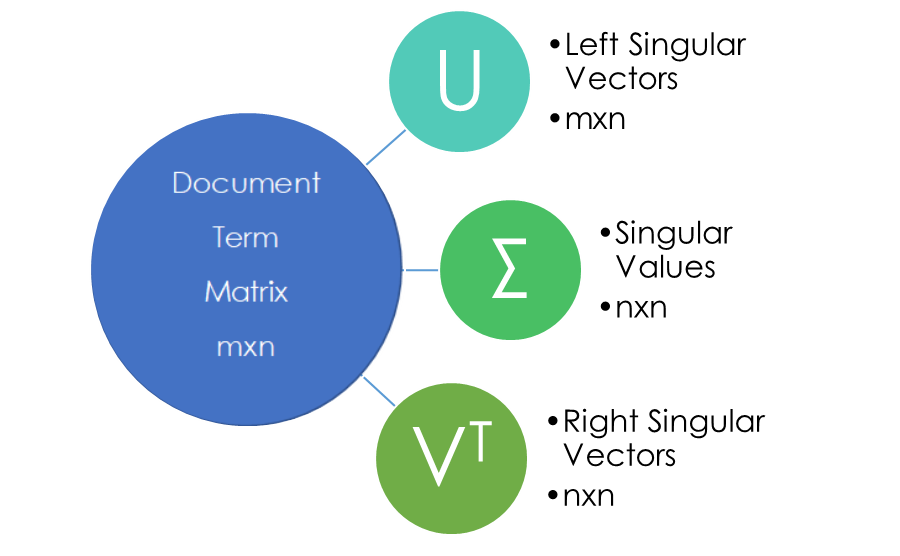 Document
Term
Matrix
mxn
U
•Left Singular
Vectors
•mxn
Σ
•Singular
Values
•nxn
VT
•Right Singular
Vectors
•nxn